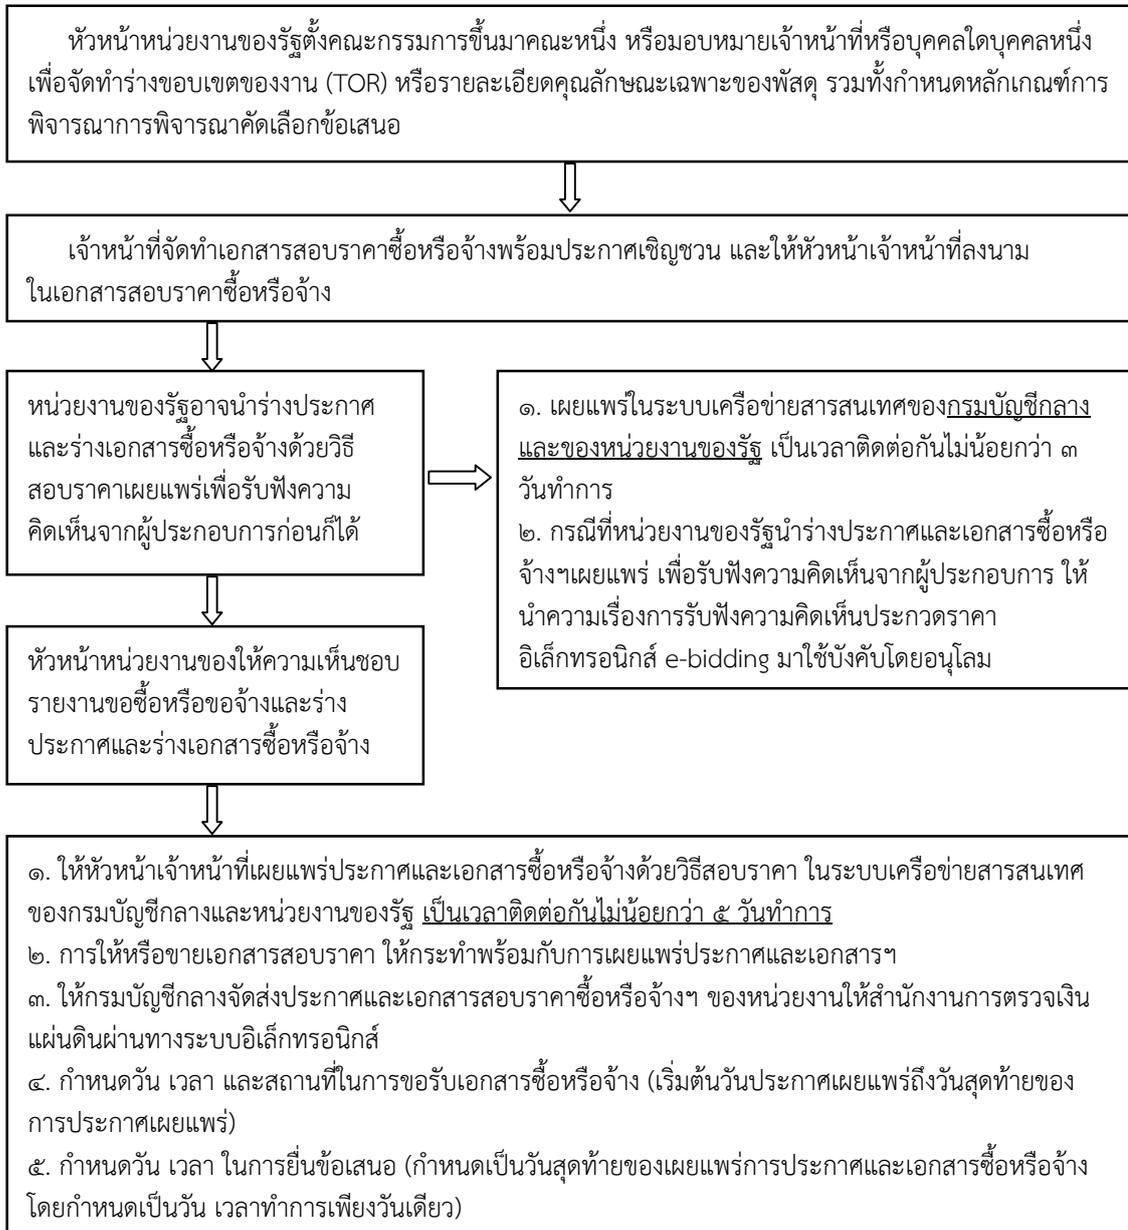 หัวหน้าหน่วยงานของรัฐตั้งคณะกรรมการขึ้นมาคณะหนึ่ง หรือมอบหมายเจ้าหน้าที่หรือบุคคลใดบุคคลหนึ่ง
เพื่อจัดทำร่างขอบเขตของงาน (TOR) หรือรายละเอียดคุณลักษณะเฉพาะของพัสดุ รวมทั้งกำหนดหลักเกณฑ์การ
พิจารณาการพิจารณาคัดเลือกข้อเสนอ
เจ้าหน้าที่จัดทำเอกสารสอบราคาซื้อหรือจ้างพร้อมประกาศเชิญชวน และให้หัวหน้าเจ้าหน้าที่ลงนาม
ในเอกสารสอบราคาซื้อหรือจ้าง
หน่วยงานของรัฐอาจนำร่างประกาศ
และร่างเอกสารซื้อหรือจ้างด้วยวิธี
สอบราคาเผยแพร่เพื่อรับฟังความ
คิดเห็นจากผู้ประกอบการก่อนก็ได้
๑. เผยแพร่ในระบบเครือข่ายสารสนเทศของกรมบัญชีกลาง
และของหน่วยงานของรัฐ เป็นเวลาติดต่อกันไม่น้อยกว่า ๓
วันทำการ
๒. กรณีที่หน่วยงานของรัฐนำร่างประกาศและเอกสารซื้อหรือ
จ้างฯเผยแพร่ เพื่อรับฟังความคิดเห็นจากผู้ประกอบการ ให้
นำความเรื่องการรับฟังความคิดเห็นประกวดราคา
อิเล็กทรอนิกส์ e-bidding มาใช้บังคับโดยอนุโลม
หัวหน้าหน่วยงานของให้ความเห็นชอบ
รายงานขอซื้อหรือขอจ้างและร่าง
ประกาศและร่างเอกสารซื้อหรือจ้าง
๑. ให้หัวหน้าเจ้าหน้าที่เผยแพร่ประกาศและเอกสารซื้อหรือจ้างด้วยวิธีสอบราคา ในระบบเครือข่ายสารสนเทศ
ของกรมบัญชีกลางและหน่วยงานของรัฐ เป็นเวลาติดต่อกันไม่น้อยกว่า ๕ วันทำการ
๒. การให้หรือขายเอกสารสอบราคา ให้กระทำพร้อมกับการเผยแพร่ประกาศและเอกสารฯ
๓. ให้กรมบัญชีกลางจัดส่งประกาศและเอกสารสอบราคาซื้อหรือจ้างฯ ของหน่วยงานให้สำนักงานการตรวจเงิน
แผ่นดินผ่านทางระบบอิเล็กทรอนิกส์
๔. กำหนดวัน เวลา และสถานที่ในการขอรับเอกสารซื้อหรือจ้าง (เริ่มต้นวันประกาศเผยแพร่ถึงวันสุดท้ายของ
การประกาศเผยแพร่)
๕. กำหนดวัน เวลา ในการยื่นข้อเสนอ (กำหนดเป็นวันสุดท้ายของเผยแพร่การประกาศและเอกสารซื้อหรือจ้าง
โดยกำหนดเป็นวัน เวลาทำการเพียงวันเดียว)